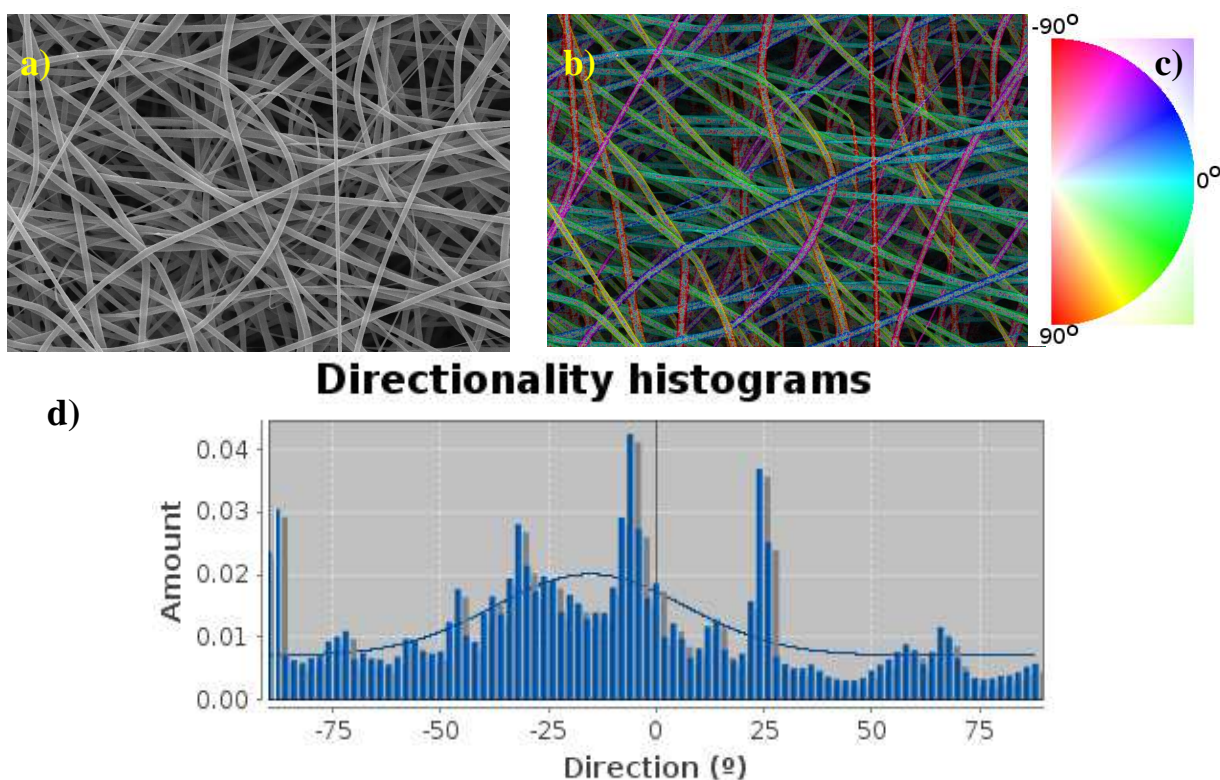 a)
b)
c)
-90°
0°
90°
Directionality histograms
d)
Amount
0.04
0.03
0.02
0.01
0.00
-75 -50 -25 0 25 50 75
Direction (º)